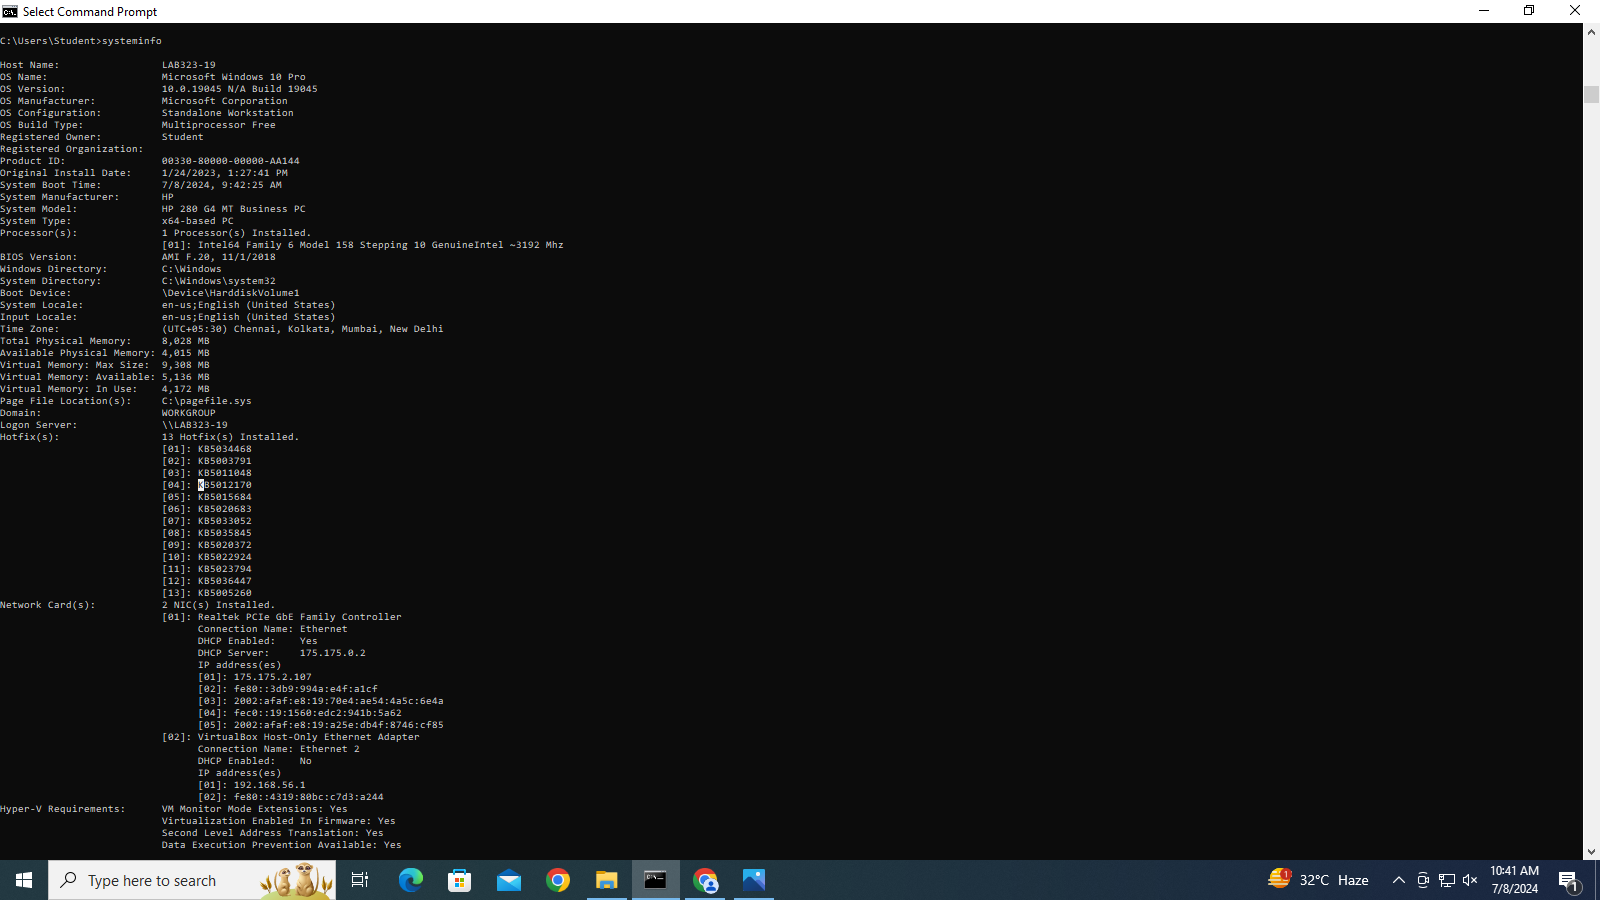 Select Command Prompt
C:\Users\Student>systeminfo
Host Name: LAB323-19
OS Name: Microsoft Windows 10 Pro
OS Version: 10.0.19045 N/A Build 19045
OS Manufacturer: Microsoft Corporation
OS Configuration: Standalone Workstation
OS Build Type: Multiprocessor Free
Registered Owner: Student
Registered Organization:
Product ID: 00330-80000-00000-AA144
Original Install Date: 1/24/2023, 1:27:41 PM
System Boot Time: 7/8/2024, 9:42:25 AM
System Manufacturer: HP
System Model: HP 280 G4 MT Business PC
System Type: x64-based PC
Processor(s): 1 Processor(s) Installed.
[01]: Intel64 Family 6 Model 158 Stepping 10 GenuineIntel ~3192 Mhz
BIOS Version: AMI F.20, 11/1/2018
Windows Directory: C:\Windows
System Directory: C:\Windows\system32
Boot Device: \Device\HarddiskVolume1
System Locale: en-us;English (United States)
Input Locale: en-us;English (United States)
Time Zone: (UTC+05:30) Chennai, Kolkata, Mumbai, New Delhi
Total Physical Memory: 8,028 MB
Available Physical Memory: 4,015 MB
Virtual Memory: Max Size: 9,308 MB
Virtual Memory: Available: 5,136 MB
Virtual Memory: In Use: 4,172 MB
Page File Location(s): C:\pagefile.sys
Domain: WORKGROUP
Logon Server: \\LAB323-19
Hotfix(s): 13 Hotfix(s) Installed.
[01]: KB5034468
[02]: KB5003791
[03]: KB5011048
[04]: KB5012170
[05]: KB5015684
[06]: KB5020683
[07]: KB5033052
[08]: KB5035845
[09]: KB5020372
[10]: KB5022924
[11]: KB5023794
[12]: KB5036447
[13]: KB5005260
Network Card(s): 2 NIC(s) Installed.
[01]: Realtek PCIe GbE Family Controller
Connection Name: Ethernet
DHCP Enabled: Yes
DHCP Server: 175.175.0.2
IP address(es)
[01]: 175.175.2.107
[02]: fe80::3db9:994a:e4f:a1cf
[03]: 2002:afaf:e8:19:70e4:ae54:4a5c:6e4a
[04]: fec0::19:1560:edc2:941b:5a62
[05]: 2002:afaf:e8:19:a25e:db4f:8746:cf85
[02]: VirtualBox Host-Only Ethernet Adapter
Connection Name: Ethernet 2
DHCP Enabled: No
IP address(es)
[01]: 192.168.56.1
[02]: fe80::4319:80bc:c7d3:a244
Hyper-V Requirements: VM Monitor Mode Extensions: Yes
Virtualization Enabled In Firmware: Yes
Second Level Address Translation: Yes
Data Execution Prevention Available: Yes
Type here to search
1
32°C Haze
10:41 AM
7/8/2024
1